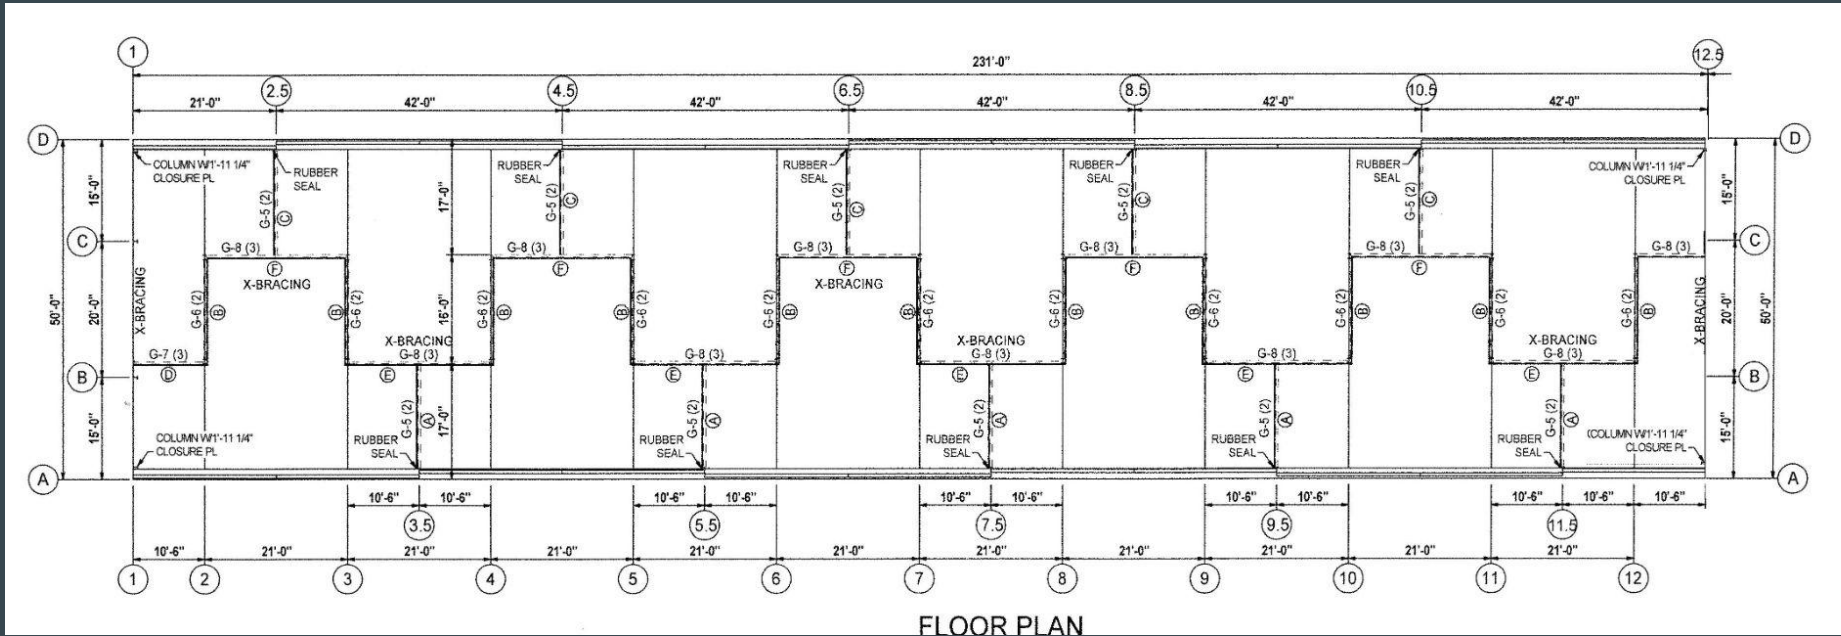 1
12.5
231'-0"
2.5
4.5
6.5
8.5
10.5
21'-0"
42'-0"
42'-0"
42'-0"
42'-0"
42'-0"
D
D
COLUMN W/1'-11 1/4"
CLOSURE PL
RUBBER
SEAL
RUBBER
SEAL
RUBBER
SEAL
RUBBER
SEAL
RUBBER
SEAL
COLUMN W/1'-11 1/4"
CLOSURE PL
15'-0"
17'-0"
15'-0"
G-5 (2)
C
G-5 (2)
C
G-5 (2)
C
G-5 (2)
C
G-5 (2)
C
C
C
G-8 (3)
G-8 (3)
G-8 (3)
G-8 (3)
G-8 (3)
G-8 (3)
F
F
F
F
F
X-BRACING
X-BRACING
50'-0"
20'-0"
X-BRACING
G-6 (2)
B
B
G-6 (2)
16'-0"
G-6 (2)
B
B
G-6 (2)
G-6 (2)
B
B
G-6 (2)
G-6 (2)
B
B
G-6 (2)
G-6 (2)
B
B
G-6 (2)
G-6 (2)
B
X-BRACING
20'-0"
50'-0"
X-BRACING
X-BRACING
X-BRACING
G-7 (3)
G-8 (3)
G-8 (3)
G-8 (3)
G-8 (3)
G-8 (3)
D
E
E
E
E
E
B
B
15'-0"
G-5 (2)
A
17'-0"
G-5 (2)
A
G-5 (2)
A
G-5 (2)
A
G-5 (2)
A
15'-0"
COLUMN W/1'-11 1/4"
CLOSURE PL
RUBBER
SEAL
RUBBER
SEAL
RUBBER
SEAL
RUBBER
SEAL
RUBBER
SEAL
(COLUMN W/1'-11 1/4"
CLOSURE PL
A
A
10'-6"
10'-6"
10'-6"
10'-6"
10'-6"
10'-6"
10'-6"
10'-6"
10'-6"
10'-6"
10'-6"
3.5
5.5
7.5
9.5
11.5
10'-6"
21'-0"
21'-0"
21'-0"
21'-0"
21'-0"
21'-0"
21'-0"
21'-0"
21'-0"
21'-0"
1
2
3
4
5
6
7
8
9
10
11
12
FLOOR PLAN